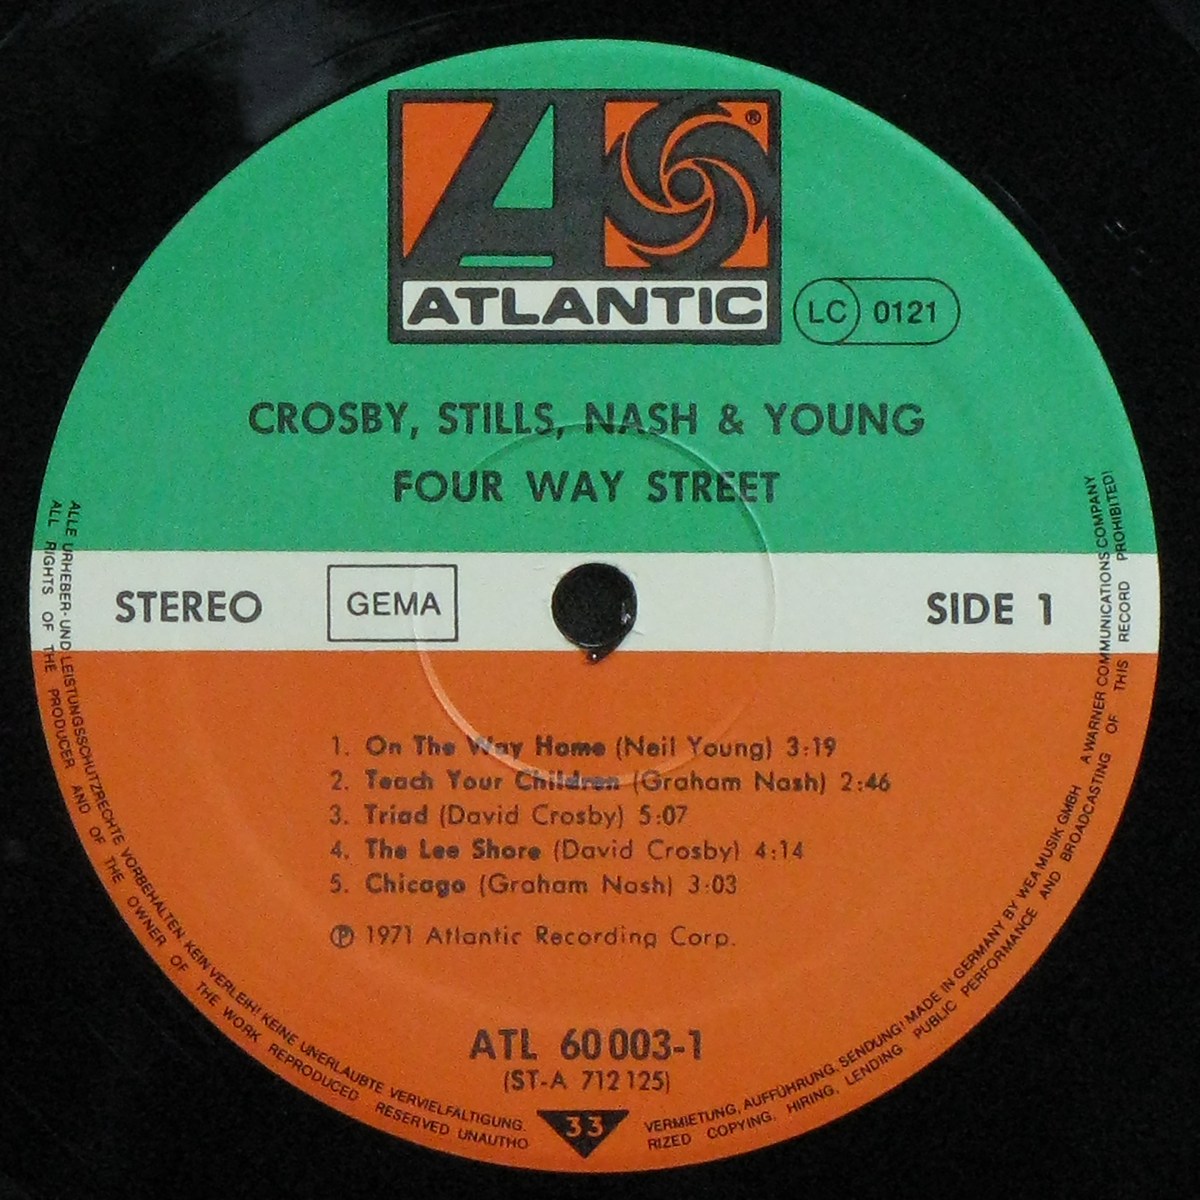 ATLANTIC
®
LC 0121
CROSBY, STILLS, NASH & YOUNG
FOUR WAY STREET
STEREO GEMA SIDE 1
1. On The Way Home (Neil Young) 3:19
2. Teach Your Children (Graham Nash) 2:46
3. Triad (David Crosby) 5:07
4. The Lee Shore (David Crosby) 4:14
5. Chicago (Graham Nash) 3:03
℗ 1971 Atlantic Recording Corp.
ATL 60 003-1
(ST-A 712 125)
33
ALLE URHEBER- UND LEISTUNGSSCHUTZRECHTE VORBEHALTEN. KEIN VERLEIH! KEINE UNERLAUBTE VERVIELFÄLTIGUNG. VERMIETUNG, AUFFÜHRUNG, SENDUNG! MADE IN GERMANY BY WEA MUSIK GMBH A WARNER COMMUNICATIONS COMPANY
ALL RIGHTS OF THE PRODUCER AND OF THE OWNER OF THE WORK REPRODUCED RESERVED UNAUTHORIZED COPYING, HIRING, LENDING PUBLIC PERFORMANCE AND BROADCASTING OF THIS RECORD PROHIBITED!